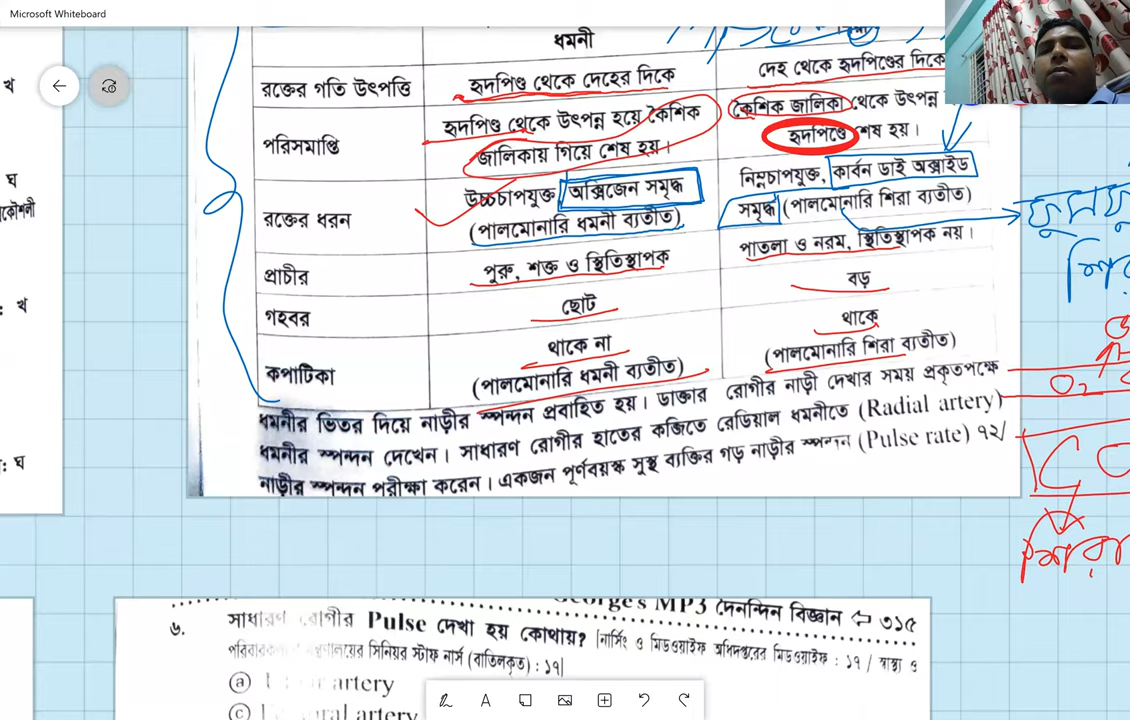 Microsoft Whiteboard
খ
ঘ
কৌশলী
: খ
: ঘ
ধমনী
রক্তের গতি উৎপত্তি
হৃদপিণ্ড থেকে দেহের দিকে
দেহ থেকে হৃদপিণ্ডের দিকে
পরিসমাপ্তি
হৃদপিণ্ড থেকে উৎপন্ন হয়ে কৈশিক
জালিকায় গিয়ে শেষ হয়।
কৈশিক জালিকা থেকে উৎপন্ন
হৃদপিণ্ডে শেষ হয়।
রক্তের ধরন
উচ্চচাপযুক্ত অক্সিজেন সমৃদ্ধ
(পালমোনারি ধমনী ব্যতীত)
নিম্নচাপযুক্ত, কার্বন ডাই অক্সাইড
সমৃদ্ধ (পালমোনারি শিরা ব্যতীত)
প্রাচীর
পুরু, শক্ত ও স্থিতিস্থাপক
পাতলা ও নরম, স্থিতিস্থাপক নয়।
গহবর
ছোট
বড়
কপাটিকা
থাকে না
(পালমোনারি ধমনী ব্যতীত)
থাকে
(পালমোনারি শিরা ব্যতীত)
ধমনীর ভিতর দিয়ে নাড়ীর স্পন্দন প্রবাহিত হয়। ডাক্তার রোগীর নাড়ী দেখার সময় প্রকৃতপক্ষে
ধমনীর স্পন্দন দেখেন। সাধারণ রোগীর হাতের কজিতে রেডিয়াল ধমনীতে (Radial artery)
নাড়ীর স্পন্দন পরীক্ষা করেন। একজন পূর্ণবয়স্ক সুস্থ ব্যক্তির গড় নাড়ীর স্পন্দন (Pulse rate) ৭২/
O₂
শিরা
George's MP3 দৈনন্দিন বিজ্ঞান ⇦ ৩১৫
৬. সাধারণ রোগীর Pulse দেখা হয় কোথায়? [নার্সিং ও মিডওয়াইফ অধিদপ্তরের মিডওয়াইফ : ১৭ / স্বাস্থ্য ও
সিনিয়র স্টাফ নার্স (বাতিলকৃত) : ১৭]
(a) artery
(c) artery